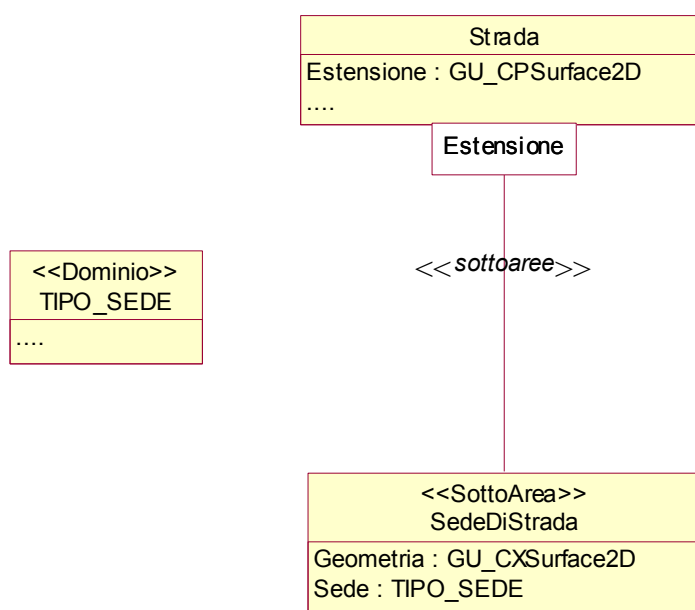 Strada
Estensione : GU_CPSurface2D
....
Estensione
<<sottoaree>>
<<Dominio>>
TIPO_SEDE
....
<<SottoArea>>
SedeDiStrada
Geometria : GU_CXSurface2D
Sede : TIPO_SEDE